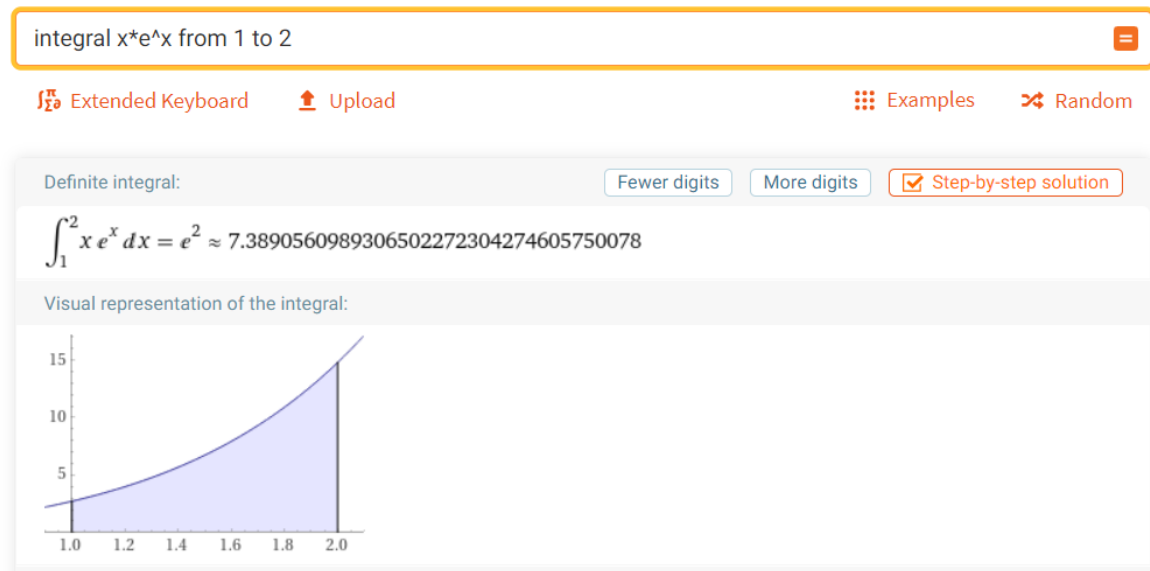 integral x*e^x from 1 to 2 =
∫π Σ∂ Extended Keyboard Upload Examples Random
Definite integral: Fewer digits More digits Step-by-step solution
∫₁² x eˣ dx = e² ≈ 7.3890560989306502272304274605750078
Visual representation of the integral:
15
10
5
1.0 1.2 1.4 1.6 1.8 2.0